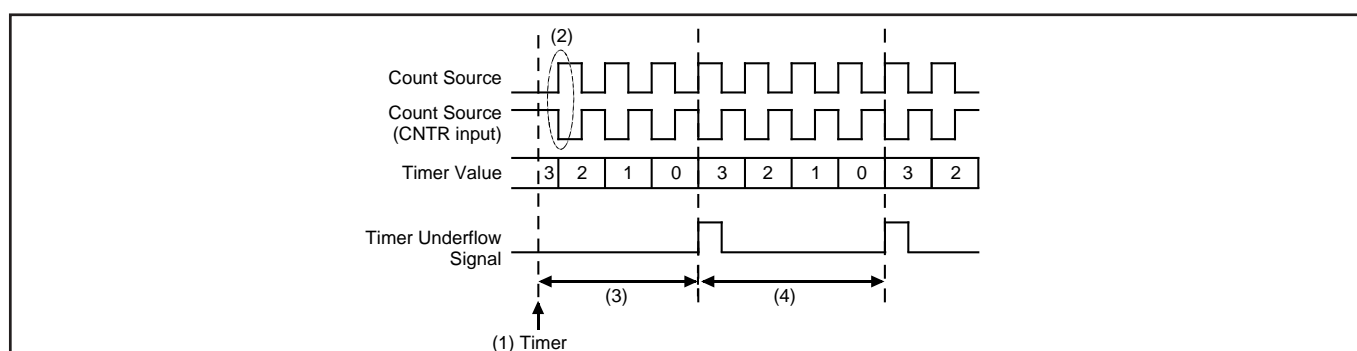 (2)
Count Source
Count Source
(CNTR input)
Timer Value 3 2 1 0 3 2 1 0 3 2
Timer Underflow
Signal
(3) (4)
(1) Timer